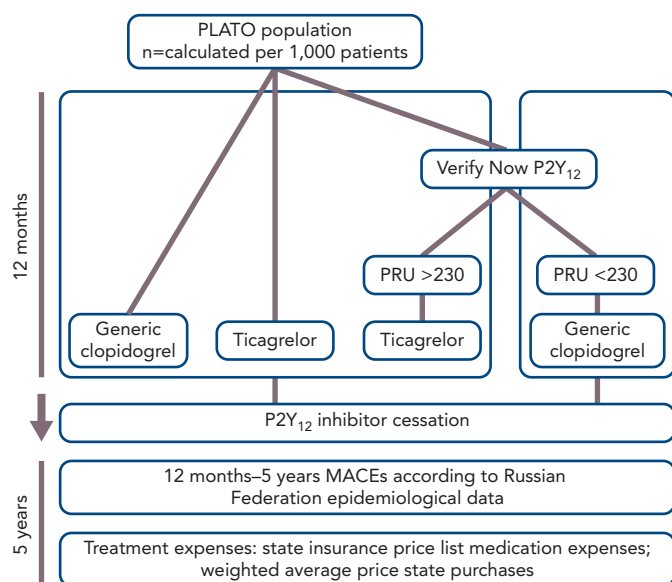 PLATO population
n=calculated per 1,000 patients
12 months
Verify Now P2Y₁₂
PRU >230
PRU <230
Generic
clopidogrel
Ticagrelor
Ticagrelor
Generic
clopidogrel
P2Y₁₂ inhibitor cessation
5 years
12 months–5 years MACEs according to Russian
Federation epidemiological data
Treatment expenses: state insurance price list medication expenses;
weighted average price state purchases